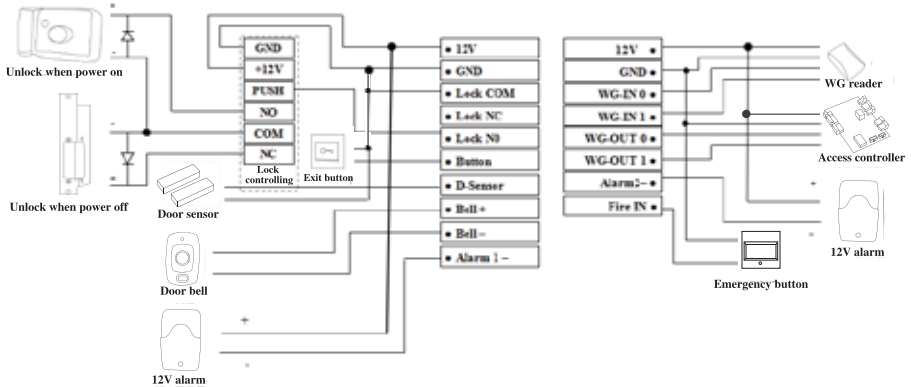 Unlock when power on
Unlock when power off
GND
+12V
PUSH
NO
COM
NC
Lock
controlling
Exit button
Door sensor
Door bell
+
-
12V alarm
12V
GND
Lock COM
Lock NC
Lock N0
Button
D-Sensor
Bell+
Bell−
Alarm 1−
12V
GND
WG-IN 0
WG-IN 1
WG-OUT 0
WG-OUT 1
Alarm2−
Fire IN
WG reader
Access controller
+
12V alarm
Emergency button